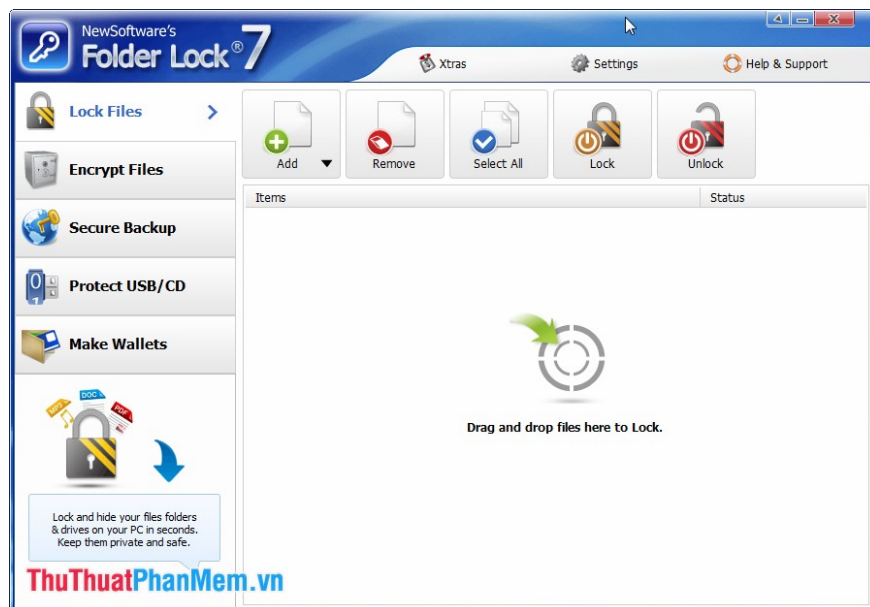 NewSoftware's
Folder Lock®7
Xtras
Settings
Help & Support
Lock Files
Encrypt Files
Secure Backup
Protect USB/CD
Make Wallets
Add
Remove
Select All
Lock
Unlock
Items
Status
Drag and drop files here to Lock.
MP3
DOC
PDF
Lock and hide your files folders
& drives on your PC in seconds.
Keep them private and safe.
ThuThuatPhanMem.vn